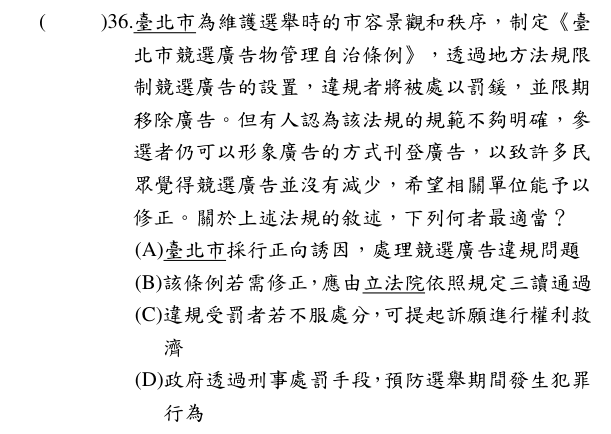 (　　)36.臺北市為維護選舉時的市容景觀和秩序，制定《臺
北市競選廣告物管理自治條例》，透過地方法規限
制競選廣告的設置，違規者將被處以罰鍰，並限期
移除廣告。但有人認為該法規的規範不夠明確，參
選者仍可以形象廣告的方式刊登廣告，以致許多民
眾覺得競選廣告並沒有減少，希望相關單位能予以
修正。關於上述法規的敘述，下列何者最適當？
(A)臺北市採行正向誘因，處理競選廣告違規問題
(B)該條例若需修正，應由立法院依照規定三讀通過
(C)違規受罰者若不服處分，可提起訴願進行權利救
濟
(D)政府透過刑事處罰手段，預防選舉期間發生犯罪
行為